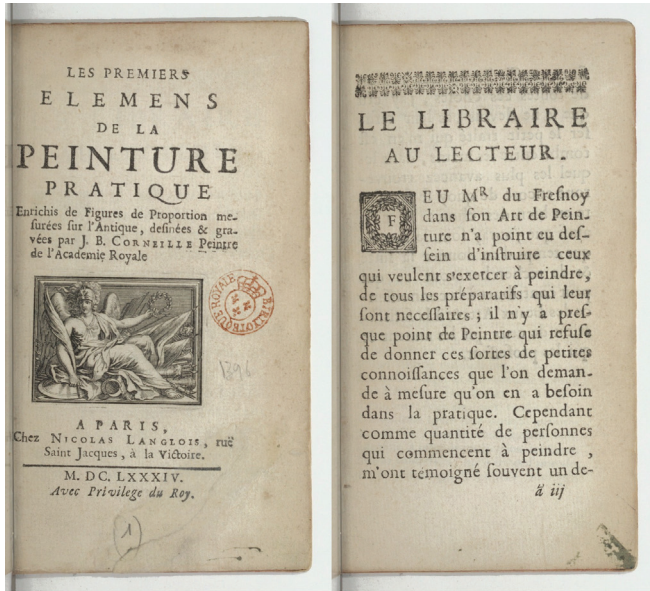 LES PREMIERS
ELEMENS
DE LA
PEINTURE
PRATIQUE
Enrichis de Figures de Proportion me-
surées sur l'Antique, desinées & gra-
vées par J. B. CORNEILLE Peintre
de l'Academie Royale
BIBLIOTHEQUE ROYALE
1396
A PARIS,
Chez NICOLAS LANGLOIS, ruë
Saint Jacques, à la Victoire.
M. DC. LXXXIV.
Avec Privilege du Roy.
(1)
LE LIBRAIRE
AU LECTEUR.
FEU MR du Fresnoy
dans ſon Art de Pein-
ture n'a point eu deſ-
ſein d'inſtruire ceux
qui veulent s'exercer à peindre,
de tous les préparatifs qui leur
ſont neceſſaires ; il n'y a preſ-
que point de Peintre qui refuſe
de donner ces ſortes de petites
connoiſſances que l'on deman-
de à meſure qu'on en a beſoin
dans la pratique. Cependant
comme quantité de perſonnes
qui commencent à peindre ,
m'ont témoigné ſouvent un de-
ã iij